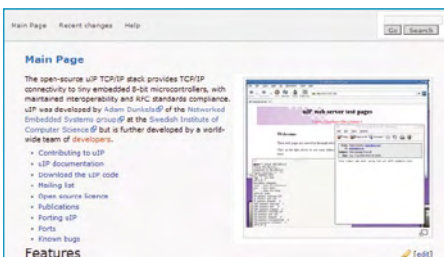 Main Page Recent changes Help
Go Search
Main Page
The open-source uIP TCP/IP stack provides TCP/IP
connectivity to tiny embedded 8-bit microcontrollers, with
maintained interoperability and RFC standards compliance.
uIP was developed by Adam Dunkels of the Networked
Embedded Systems group at the Swedish Institute of
Computer Science but is further developed by a world-
wide team of developers.
• Contributing to uIP
• uIP documentation
• Download the uIP code
• Mailing list
• Open source licence
• Publications
• Porting uIP
• Ports
• Known bugs
uIP web server test pages
Features
[edit]